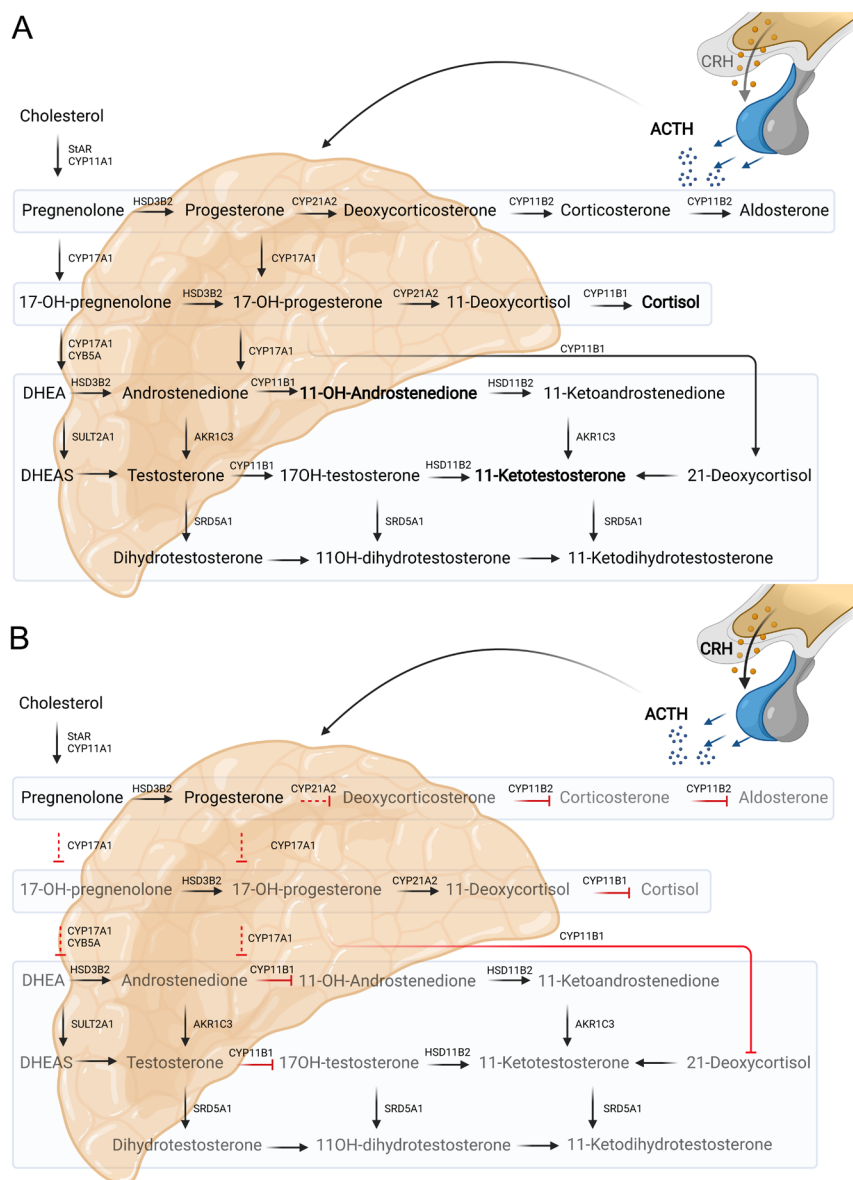 A
CRH
Cholesterol
ACTH
StAR
CYP11A1
HSD3B2 CYP21A2 CYP11B2 CYP11B2
Pregnenolone Progesterone Deoxycorticosterone Corticosterone Aldosterone
CYP17A1 CYP17A1
HSD3B2 CYP21A2 CYP11B1
17-OH-pregnenolone 17-OH-progesterone 11-Deoxycortisol Cortisol
CYP17A1
CYB5A
CYP17A1
CYP11B1
HSD3B2 CYP11B1 HSD11B2
DHEA Androstenedione 11-OH-Androstenedione 11-Ketoandrostenedione
SULT2A1 AKR1C3 AKR1C3
CYP11B1 HSD11B2
DHEAS Testosterone 17OH-testosterone 11-Ketotestosterone 21-Deoxycortisol
SRD5A1 SRD5A1 SRD5A1
Dihydrotestosterone 11OH-dihydrotestosterone 11-Ketodihydrotestosterone
B
CRH
Cholesterol
ACTH
StAR
CYP11A1
HSD3B2 CYP21A2 CYP11B2 CYP11B2
Pregnenolone Progesterone Deoxycorticosterone Corticosterone Aldosterone
CYP17A1 CYP17A1
HSD3B2 CYP21A2 CYP11B1
17-OH-pregnenolone 17-OH-progesterone 11-Deoxycortisol Cortisol
CYP17A1
CYB5A
CYP17A1
CYP11B1
HSD3B2 CYP11B1 HSD11B2
DHEA Androstenedione 11-OH-Androstenedione 11-Ketoandrostenedione
SULT2A1 AKR1C3 AKR1C3
CYP11B1 HSD11B2
DHEAS Testosterone 17OH-testosterone 11-Ketotestosterone 21-Deoxycortisol
SRD5A1 SRD5A1 SRD5A1
Dihydrotestosterone 11OH-dihydrotestosterone 11-Ketodihydrotestosterone